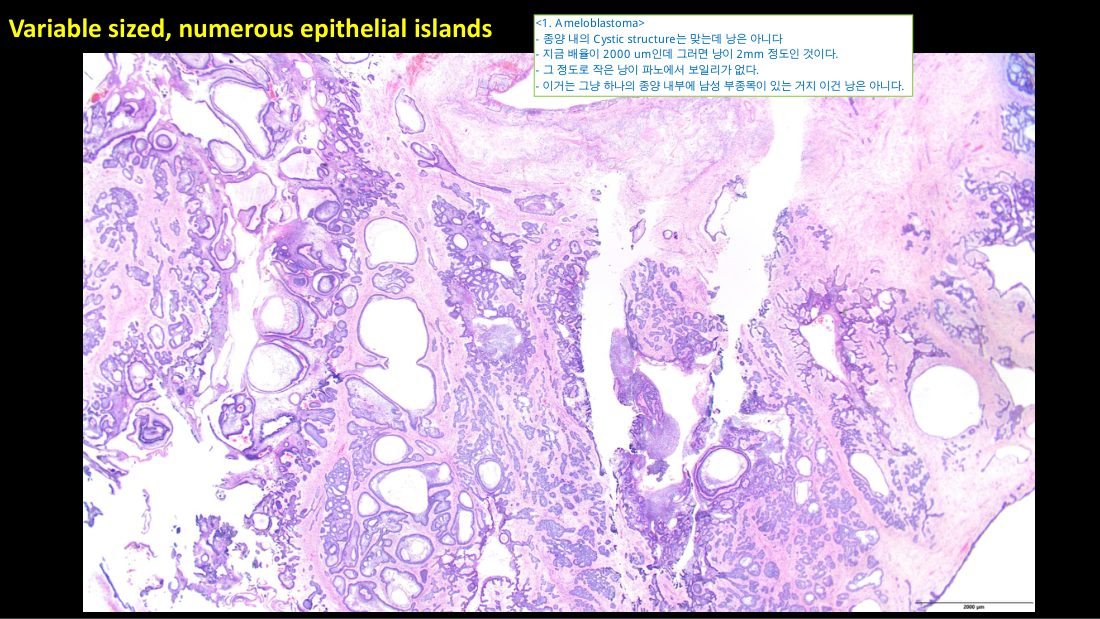 Variable sized, numerous epithelial islands
<1. Ameloblastoma>
- 종양 내의 Cystic structure는 맞는데 낭은 아니다
- 지금 배율이 2000 um인데 그러면 낭이 2mm 정도인 것이다.
- 그 정도로 작은 낭이 파노에서 보일리가 없다.
- 이거는 그냥 하나의 종양 내부에 남성 부종목이 있는 거지 이건 낭은 아니다.
2000 µm